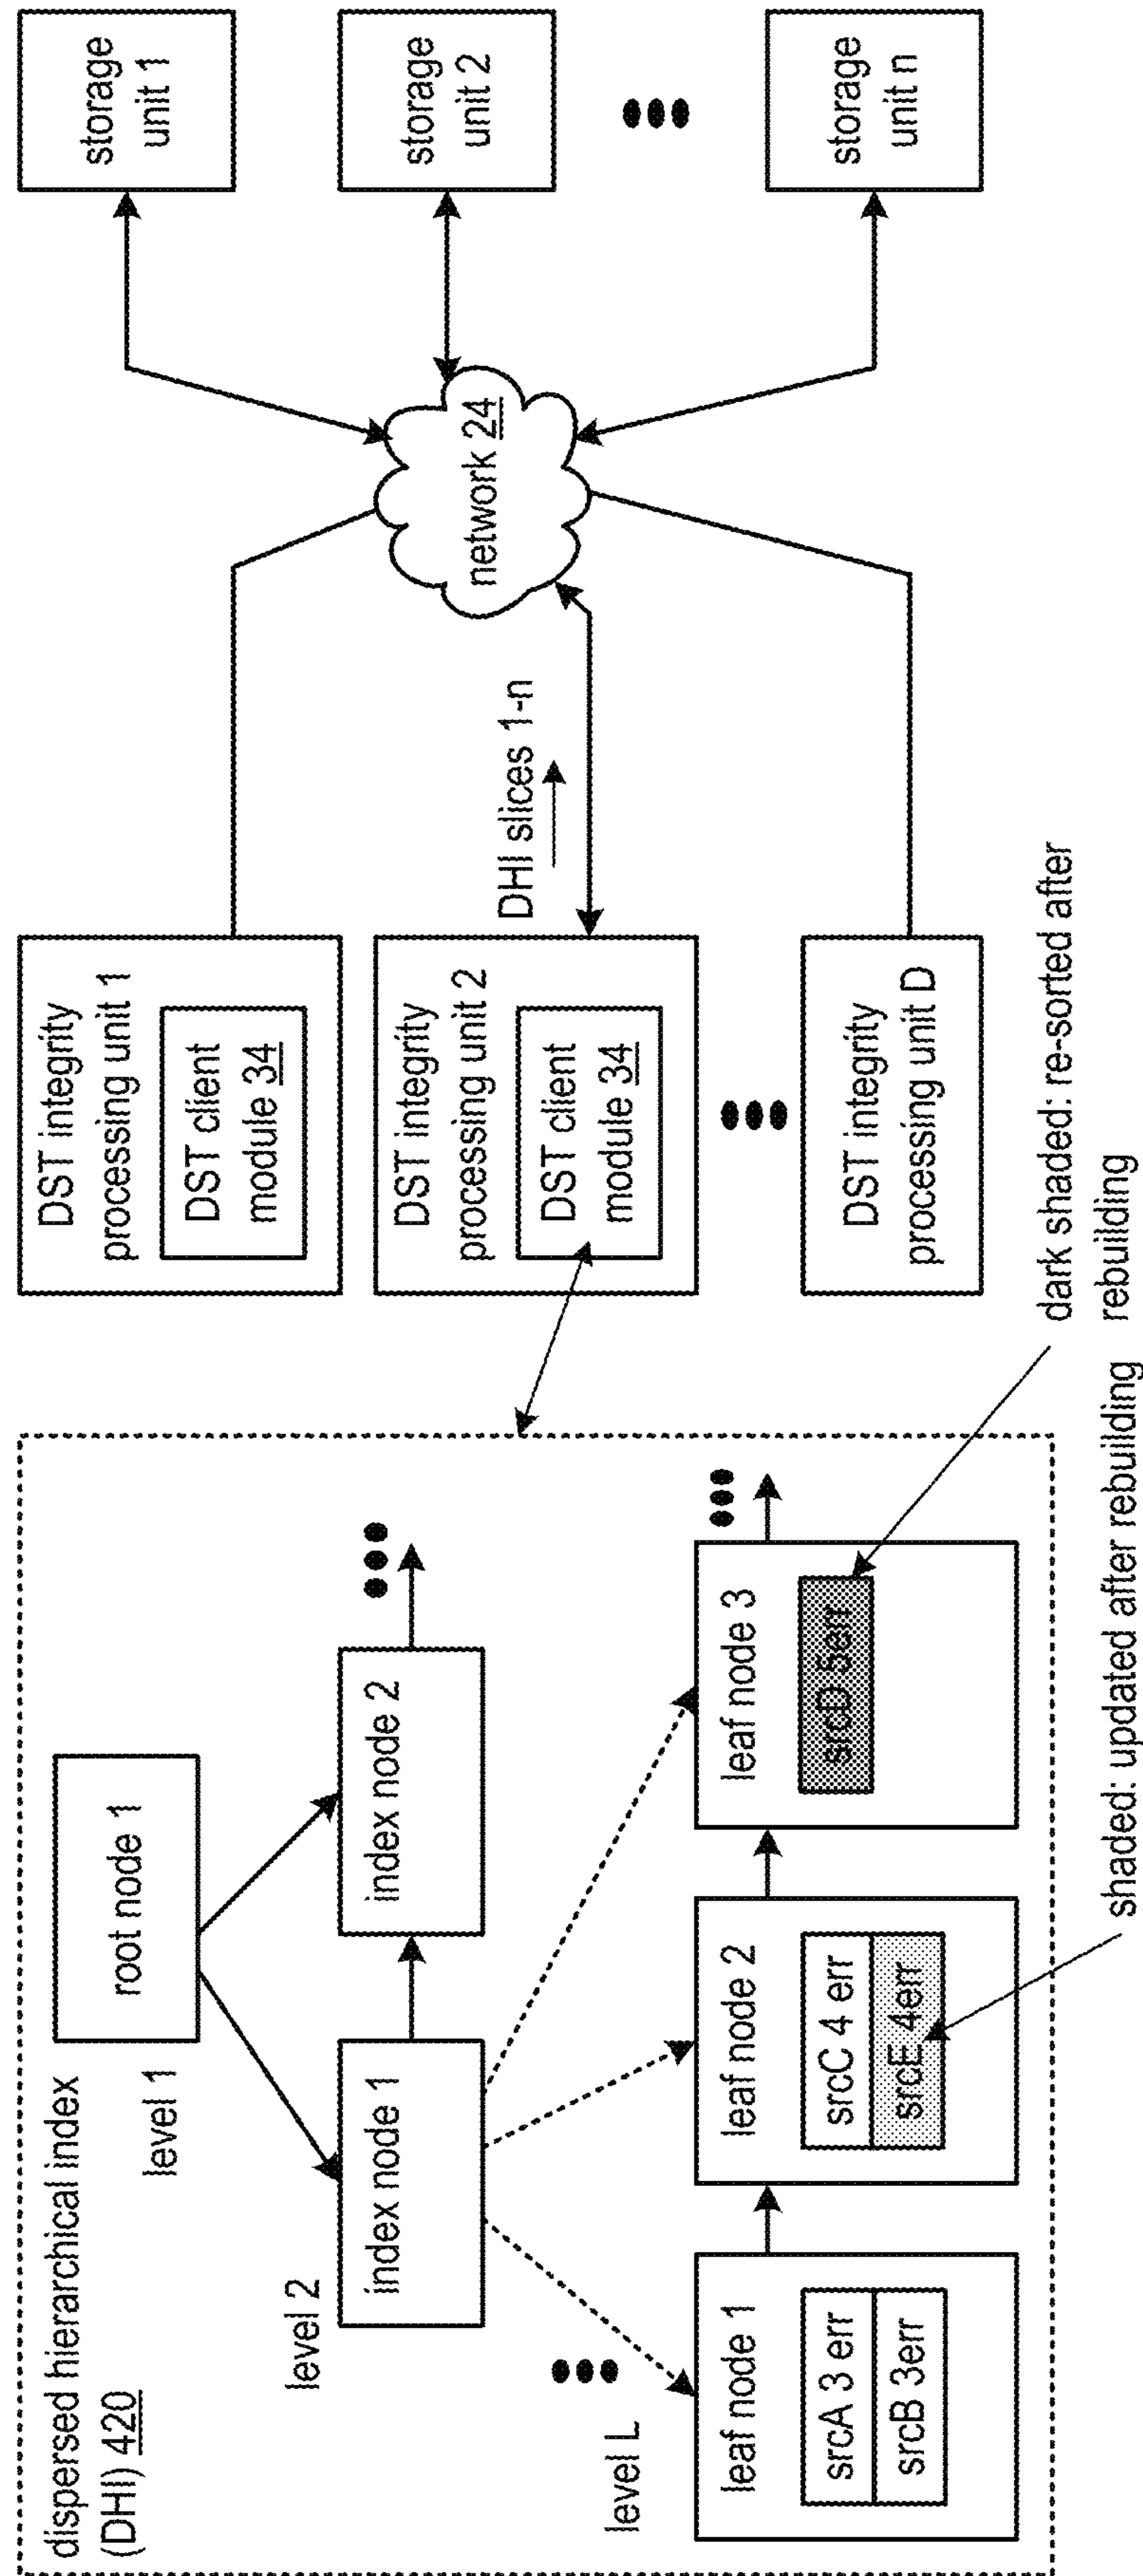 dispersed hierarchical index
(DHI) 420
level 1
root node 1
level 2
index node 1
index node 2
level L
leaf node 1
srcA 3 err
srcB 3err
leaf node 2
srcC 4 err
srcE 4err
leaf node 3
srcD 5err
shaded: updated after rebuilding
dark shaded: re-sorted after
rebuilding
DST integrity
processing unit 1
DST client
module 34
DST integrity
processing unit 2
DST client
module 34
DST integrity
processing unit D
DHI slices 1-n
network 24
storage
unit 1
storage
unit 2
storage
unit n